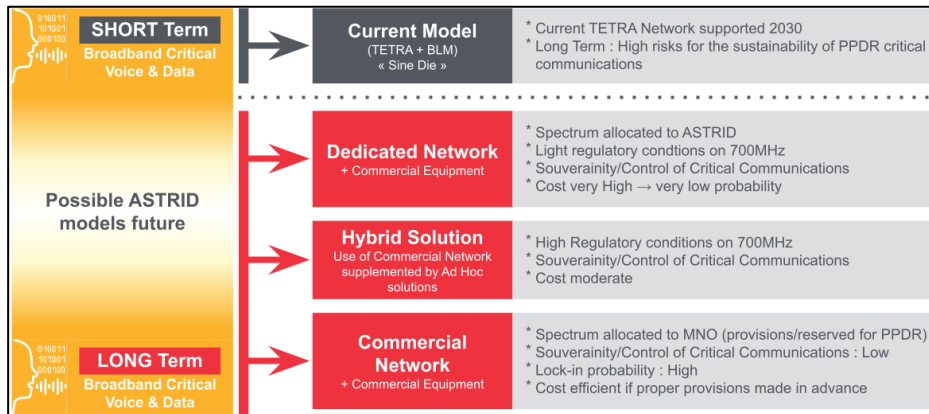 010011
101001
000100
SHORT Term
Broadband Critical
Voice & Data
Current Model
(TETRA + BLM)
« Sine Die »
* Current TETRA Network supported 2030
* Long Term : High risks for the sustainability of PPDR critical
communications
Possible ASTRID
models future
Dedicated Network
+ Commercial Equipment
* Spectrum allocated to ASTRID
* Light regulatory condtions on 700MHz
* Souverainity/Control of Critical Communications
* Cost very High → very low probability
Hybrid Solution
Use of Commercial Network
supplemented by Ad Hoc
solutions
* High Regulatory conditions on 700MHz
* Souverainity/Control of Critical Communications
* Cost moderate
010011
101001
000100
LONG Term
Broadband Critical
Voice & Data
Commercial
Network
+ Commercial Equipment
* Spectrum allocated to MNO (provisions/reserved for PPDR)
* Souverainity/Control of Critical Communications : Low
* Lock-in probability : High
* Cost efficient if proper provisions made in advance